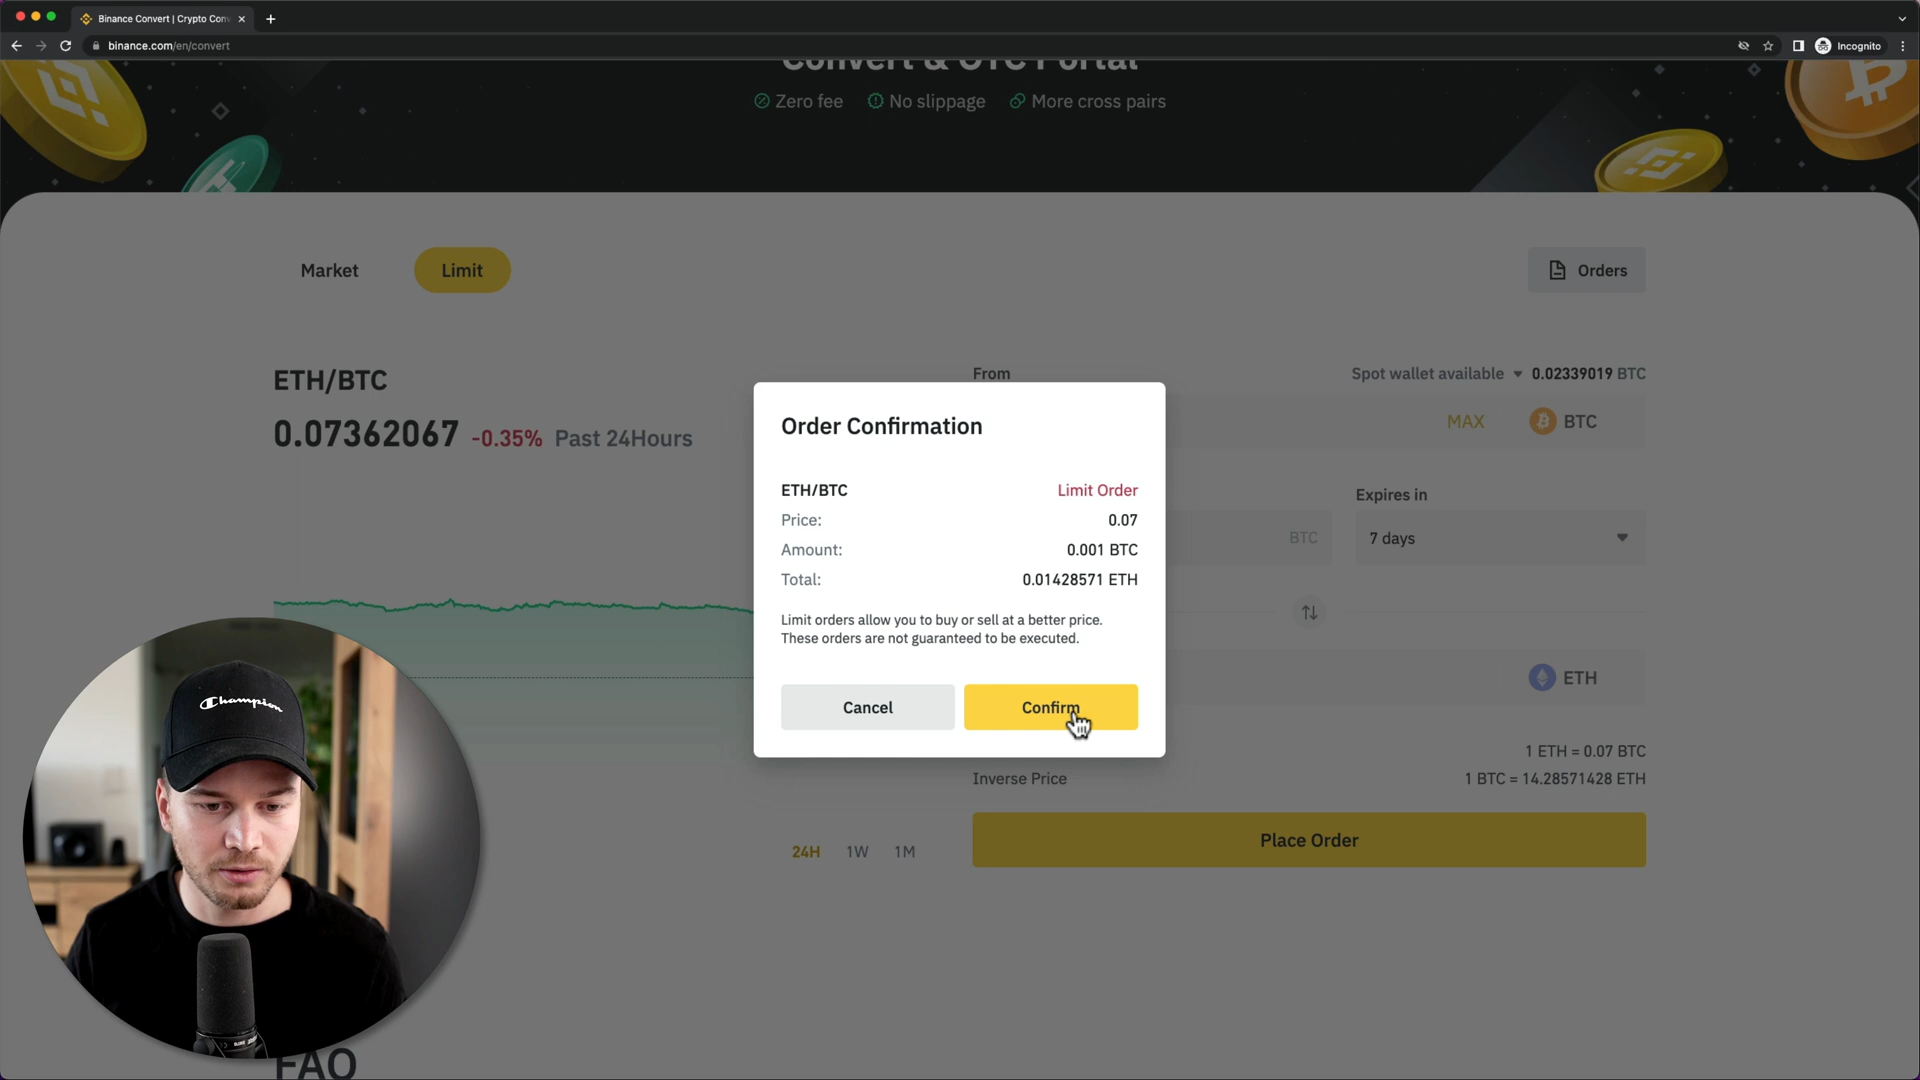 Binance Convert | Crypto Conv
binance.com/en/convert
Incognito
Convert & OTC Portal
Zero fee No slippage More cross pairs
Market Limit Orders
ETH/BTC
0.07362067 -0.35% Past 24Hours
From Spot wallet available 0.02339019 BTC
MAX BTC
Expires in
BTC 7 days
ETH
1 ETH = 0.07 BTC
Inverse Price 1 BTC = 14.28571428 ETH
24H 1W 1M
Place Order
Order Confirmation
ETH/BTC Limit Order
Price: 0.07
Amount: 0.001 BTC
Total: 0.01428571 ETH
Limit orders allow you to buy or sell at a better price.
These orders are not guaranteed to be executed.
Cancel Confirm
Champion
FAQ